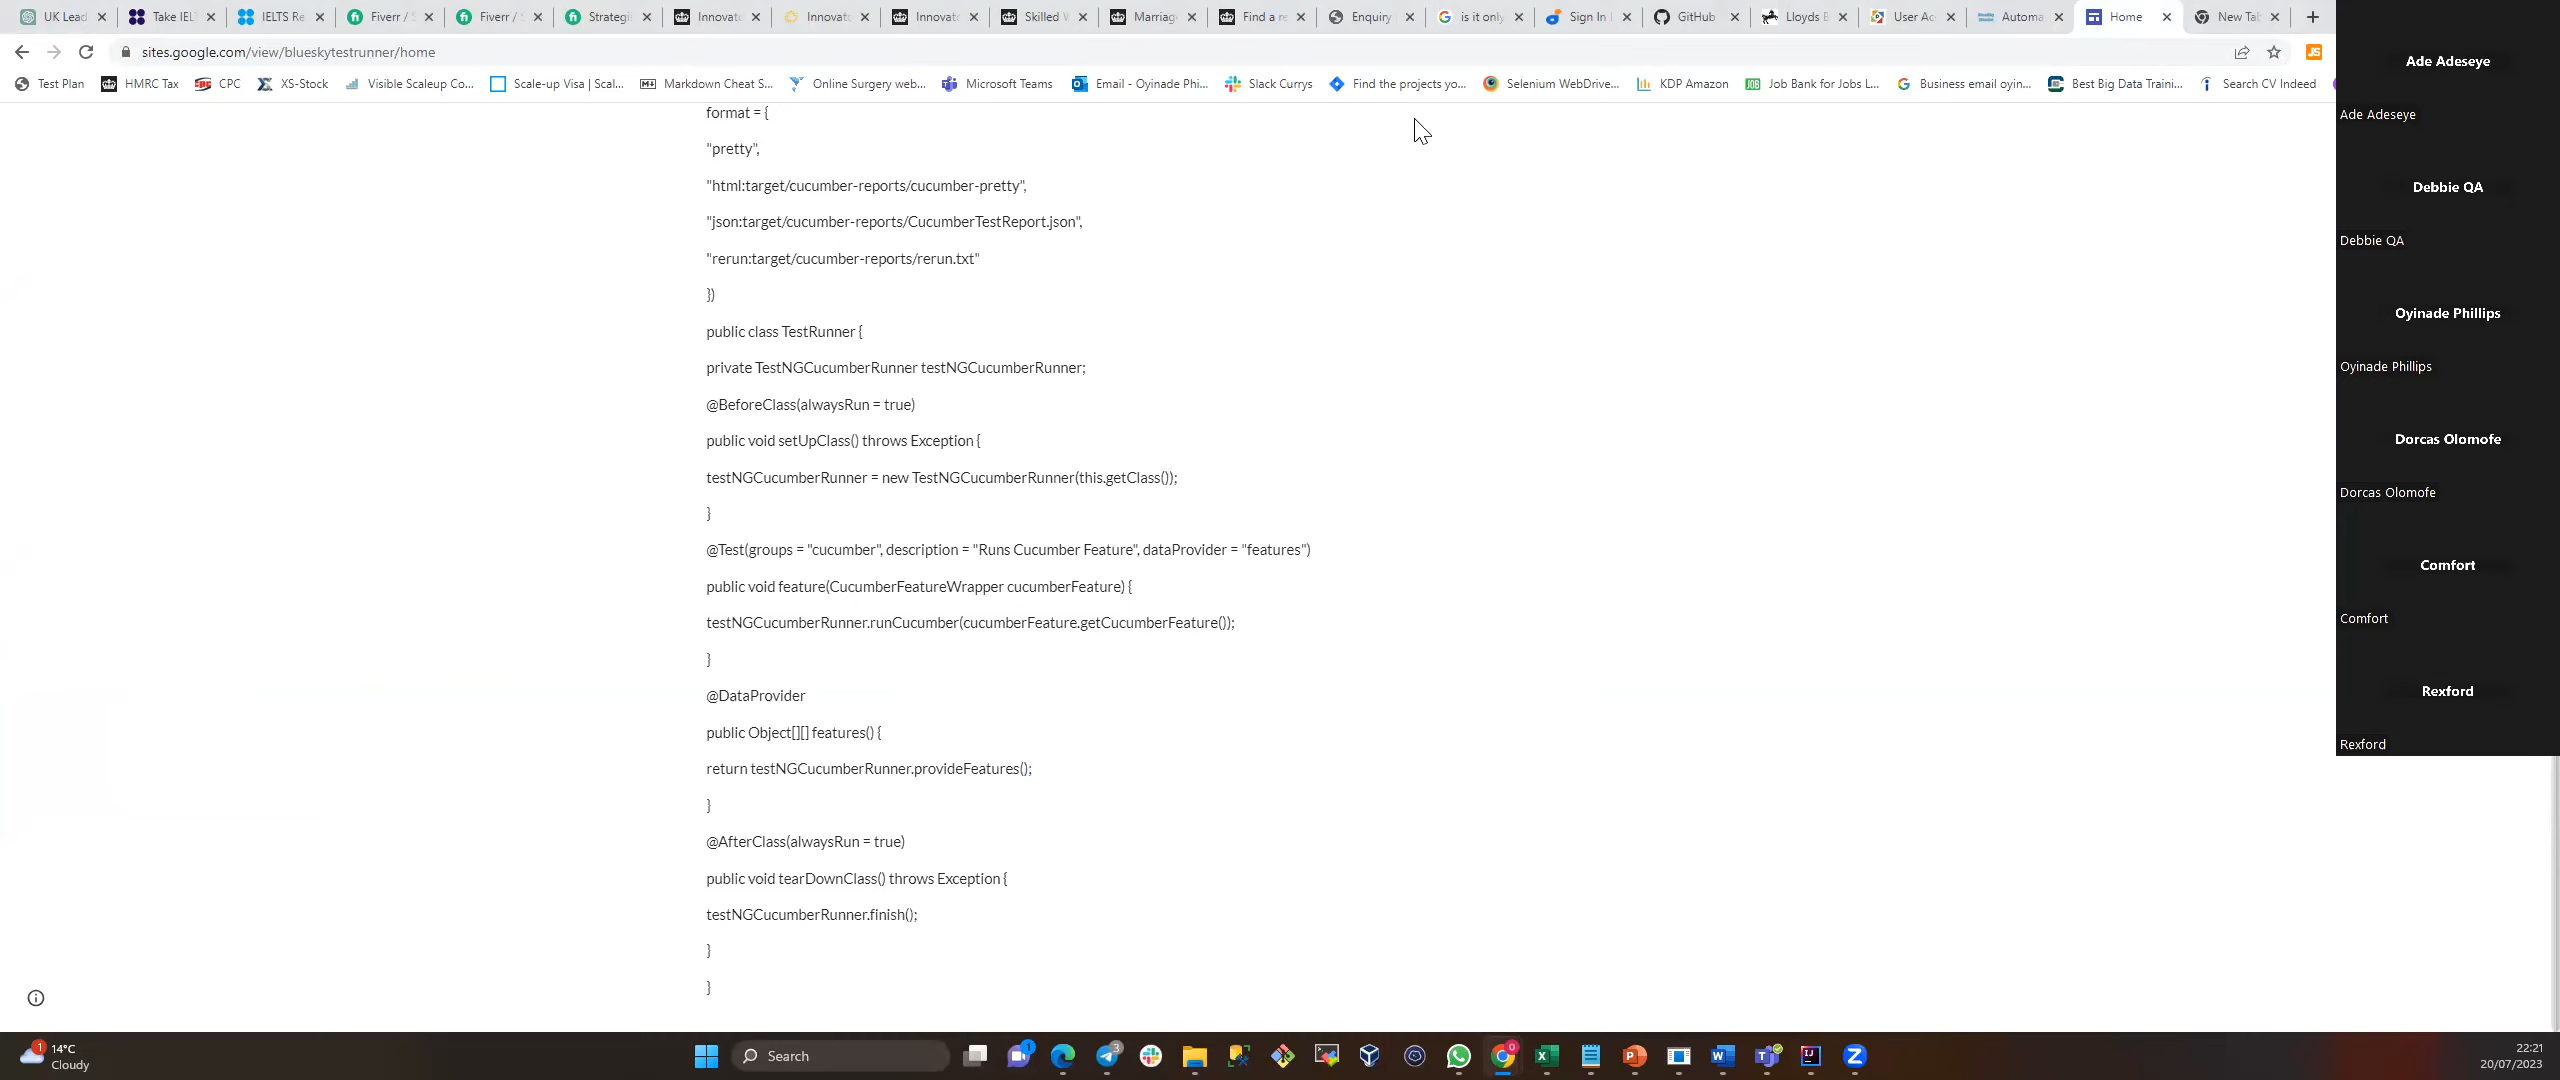 UK Lead
Take IEL
IELTS Re
Fiverr / S
Fiverr / S
Strategi
Innovato
Innovat
Innovat
Skilled W
Marriag
Find a re
Enquiry
is it only
Sign In
GitHub
Lloyds B
User Ac
Automa
Home
New Tab
sites.google.com/view/blueskytestrunner/home
Test Plan
HMRC Tax
CPC
XS-Stock
Visible Scaleup Co...
Scale-up Visa | Scal...
Markdown Cheat S...
Online Surgery web...
Microsoft Teams
Email - Oyinade Phi...
Slack Currys
Find the projects yo...
Selenium WebDrive...
KDP Amazon
Job Bank for Jobs L...
Business email oyin...
Best Big Data Traini...
Search CV Indeed
format = {
"pretty",
"html:target/cucumber-reports/cucumber-pretty",
"json:target/cucumber-reports/CucumberTestReport.json",
"rerun:target/cucumber-reports/rerun.txt"
})
public class TestRunner {
private TestNGCucumberRunner testNGCucumberRunner;
@BeforeClass(alwaysRun = true)
public void setUpClass() throws Exception {
testNGCucumberRunner = new TestNGCucumberRunner(this.getClass());
}
@Test(groups = "cucumber", description = "Runs Cucumber Feature", dataProvider = "features")
public void feature(CucumberFeatureWrapper cucumberFeature) {
testNGCucumberRunner.runCucumber(cucumberFeature.getCucumberFeature());
}
@DataProvider
public Object[][] features() {
return testNGCucumberRunner.provideFeatures();
}
@AfterClass(alwaysRun = true)
public void tearDownClass() throws Exception {
testNGCucumberRunner.finish();
}
}
Ade Adeseye
Ade Adeseye
Debbie QA
Debbie QA
Oyinade Phillips
Oyinade Phillips
Dorcas Olomofe
Dorcas Olomofe
Comfort
Comfort
Rexford
Rexford
1
14°C
Cloudy
Search
1
3
0
22:21
20/07/2023